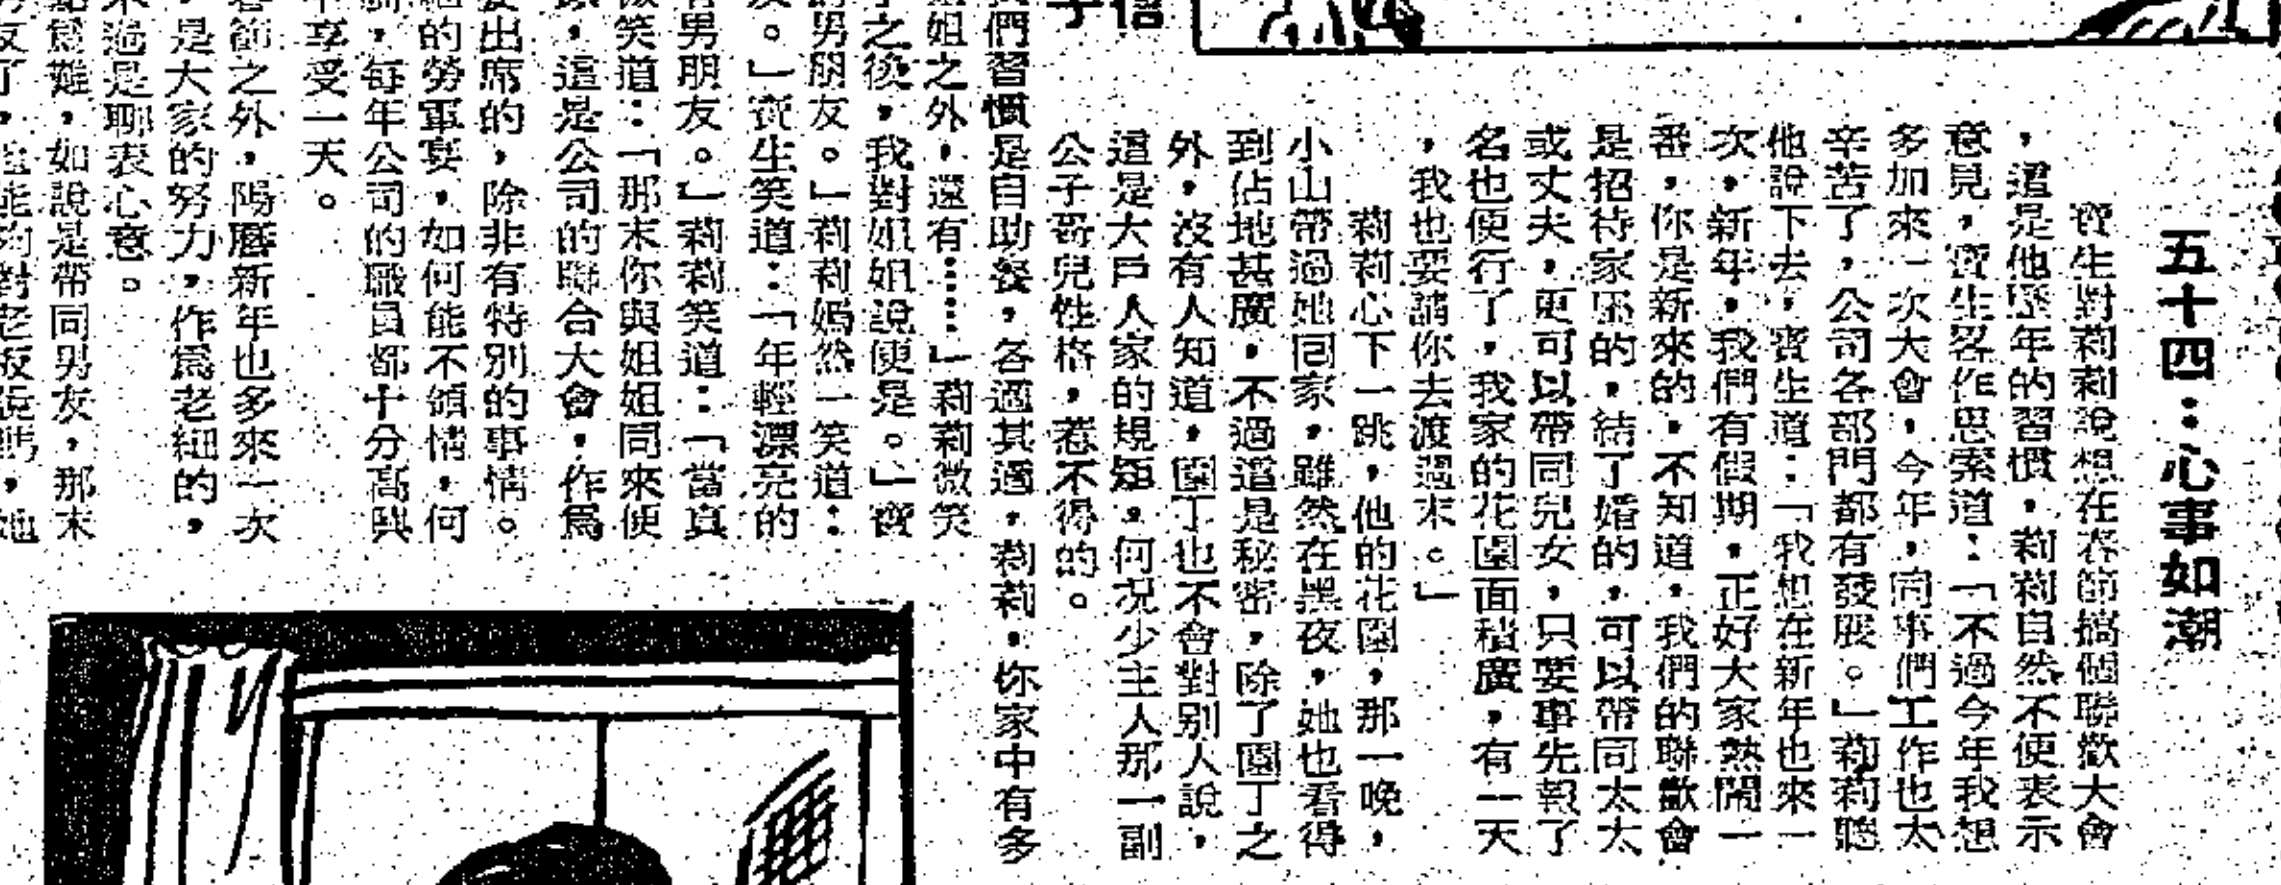 五十四：心事如潮
寶生對莉莉說想在春節搞個聯歡大會
，這是他歷年的習慣，莉莉自然不便表示
意見，寶生畧作思索道：「不過今年我想
多加來一次大會，今年，同事們工作也太
辛苦了，公司各部門都有發展。」莉莉聽
他說下去，寶生道：「我想在新年也來一
次，新年，我們有假期，正好大家熱鬧一
番，你是新來的，不知道，我們的聯歡會
是招待家屬的，結了婚的，可以帶同太太
或丈夫，更可以帶同兒女，只要事先報了
名也便行了，我家的花園面積廣，有一天
，我也要請你去渡週末。」
莉莉心下一跳，他的花園，那一晚，
小山帶過她回家，雖然在黑夜，她也看得
到佔地甚廣，不過這是秘密，除了園丁之
外，沒有人知道，園丁也不會對別人說，
這是大戶人家的規矩，何況少主人那一副
公子哥兒性格，惹不得的。
信
子
我們習慣是自助餐，各適其適，莉莉，你家中有多
姐之外，還有……」莉莉微笑
之後，我對姐姐說便是。」寶
男朋友。」莉莉嫣然一笑道：
。」寶生笑道：「年輕漂亮的
有男朋友。」莉莉笑道：「當真
微笑道：「那末你與姐姐同來便
，這是公司的聯合大會，作爲
要出席的，除非有特別的事情。
的勞軍宴，如何能不領情，何
，每年公司的職員都十分高興
享受一天。
春節之外，陽曆新年也多來一次
，是大家的努力，作爲老細的，
不過是聊表心意。
爲難，如說是帶同男友，那末